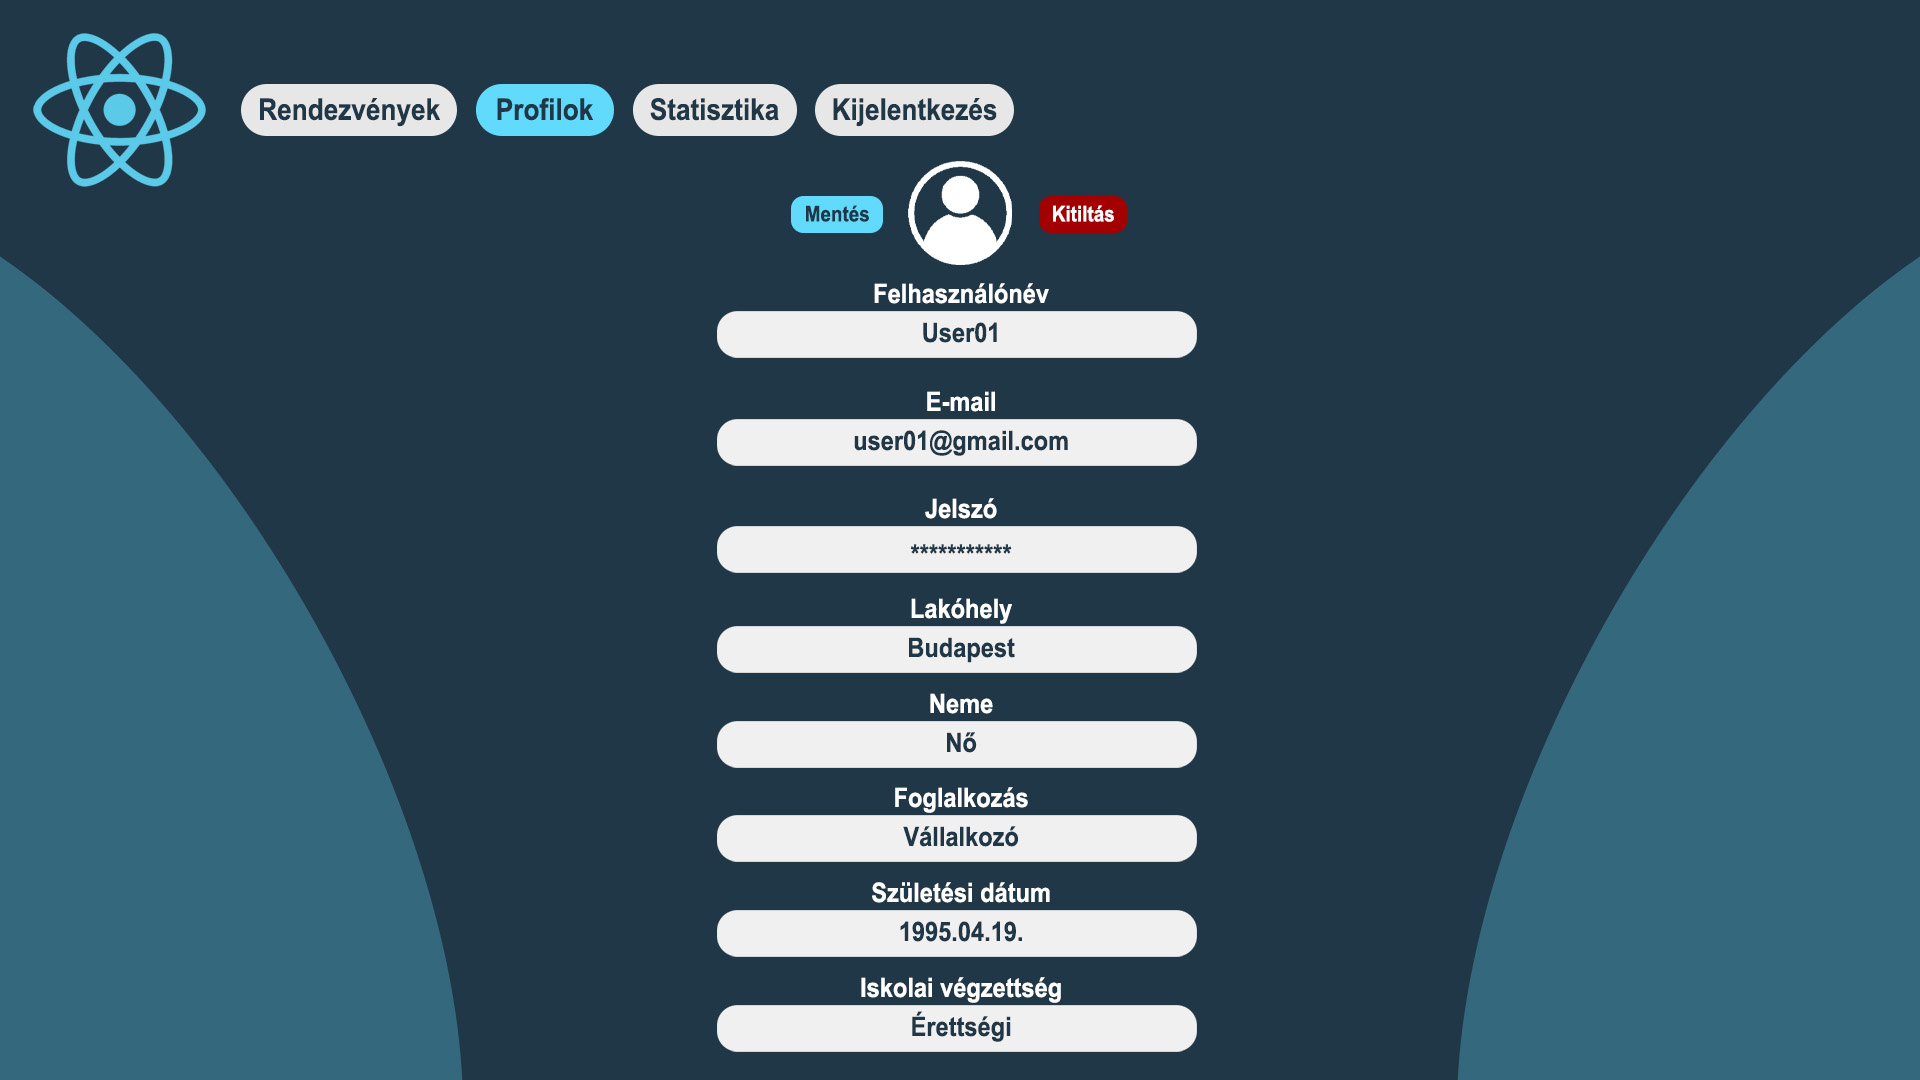 Rendezvények Profilok Statisztika Kijelentkezés
Mentés Kitiltás
Felhasználónév
User01
E-mail
user01@gmail.com
Jelszó
***********
Lakóhely
Budapest
Neme
Nő
Foglalkozás
Vállalkozó
Születési dátum
1995.04.19.
Iskolai végzettség
Érettségi